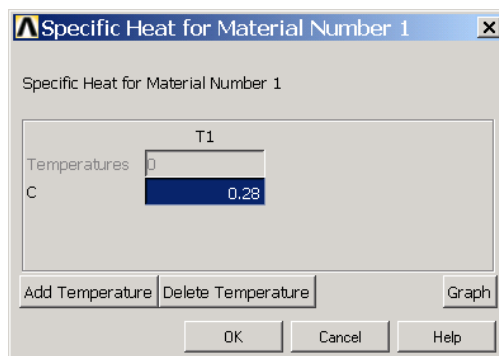 Specific Heat for Material Number 1
Specific Heat for Material Number 1
T1
Temperatures 0
C 0.28
Add Temperature Delete Temperature Graph
OK Cancel Help